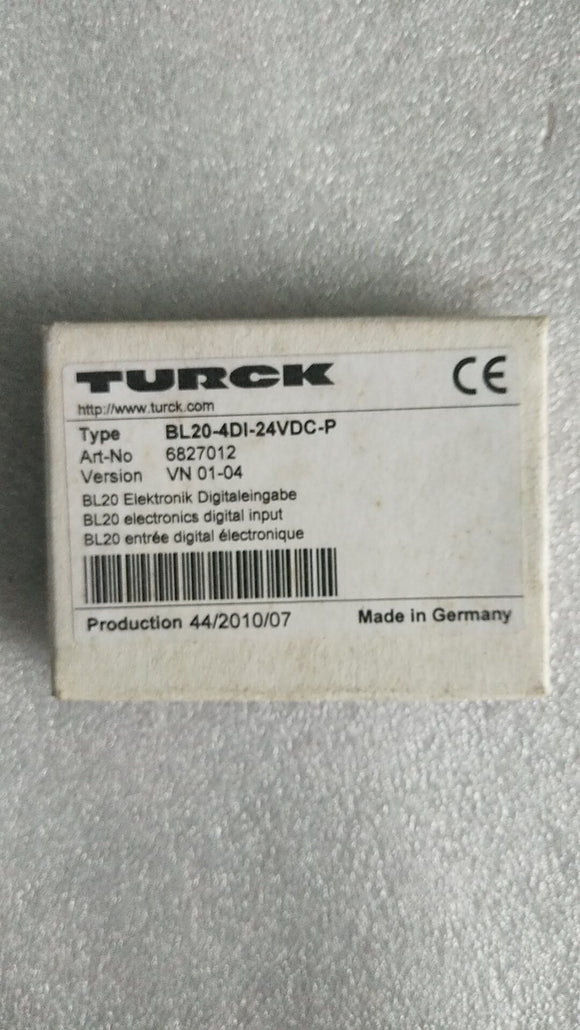 TURCK
CE
http://www.turck.com
Type BL20-4DI-24VDC-P
Art-No 6827012
Version VN 01-04
BL20 Elektronik Digitaleingabe
BL20 electronics digital input
BL20 entrée digital électronique
Production 44/2010/07 Made in Germany